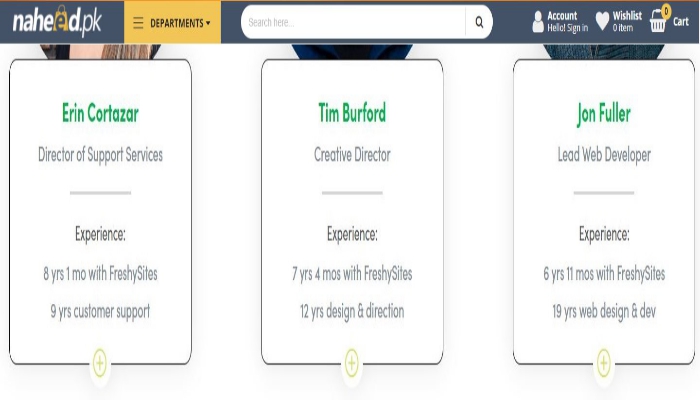 naheed.pk
DEPARTMENTS
Search here...
Account
Hello! Sign in
Wishlist
0 item
0
Cart
Erin Cortazar
Director of Support Services
Experience:
8 yrs 1 mo with FreshySites
9 yrs customer support
Tim Burford
Creative Director
Experience:
7 yrs 4 mos with FreshySites
12 yrs design & direction
Jon Fuller
Lead Web Developer
Experience:
6 yrs 11 mos with FreshySites
19 yrs web design & dev